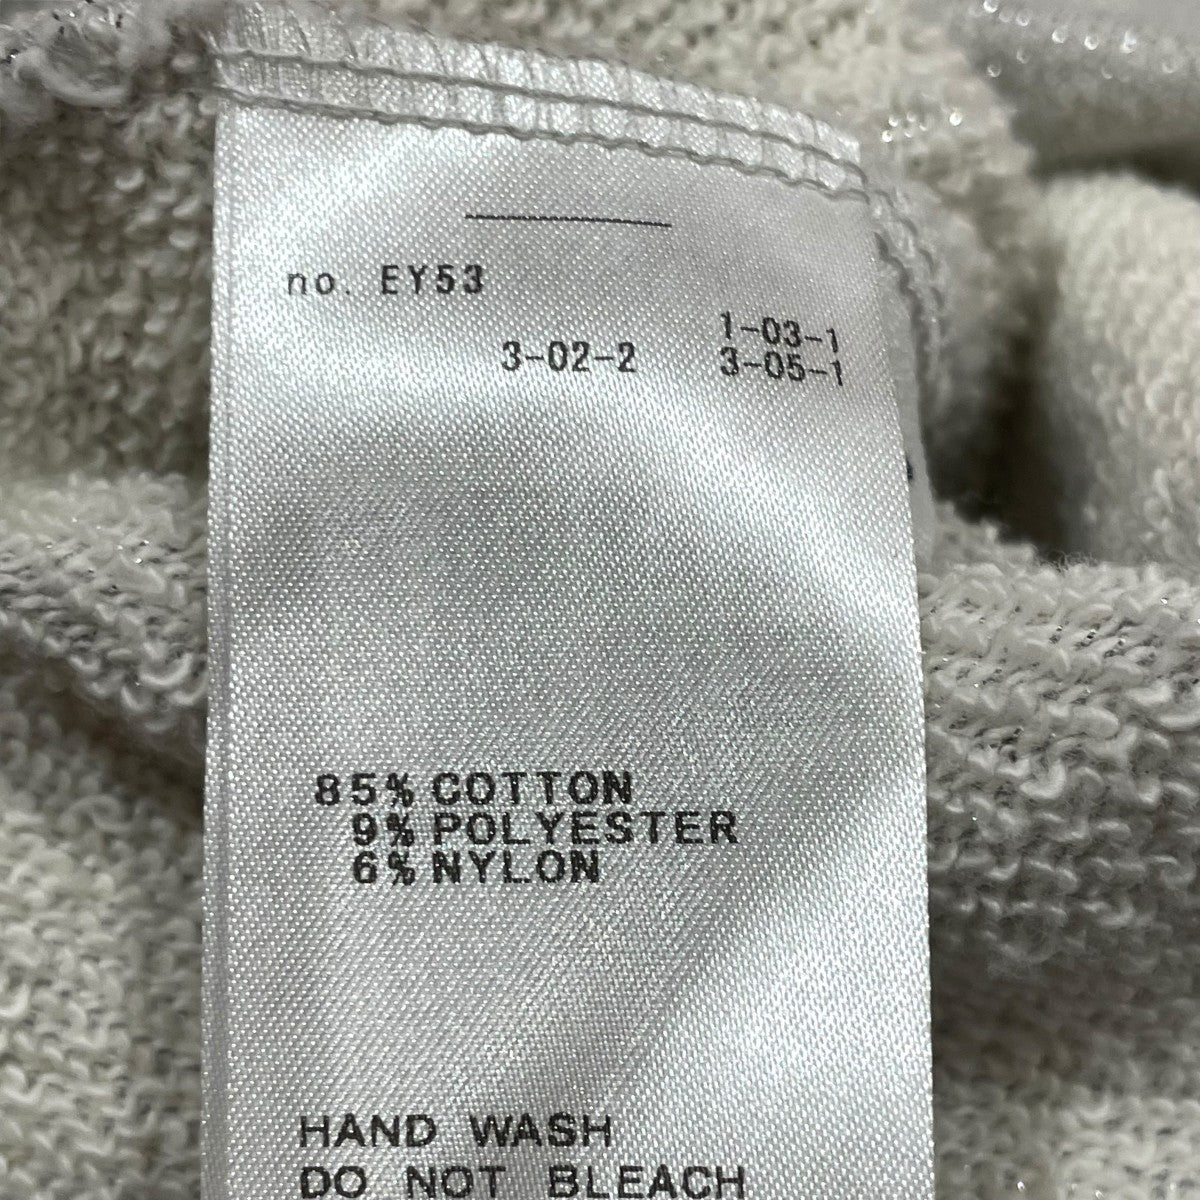 no. EY53
1-03-1
3-02-2 3-05-1
85% COTTON
9% POLYESTER
6% NYLON
HAND WASH
DO NOT BLEACH